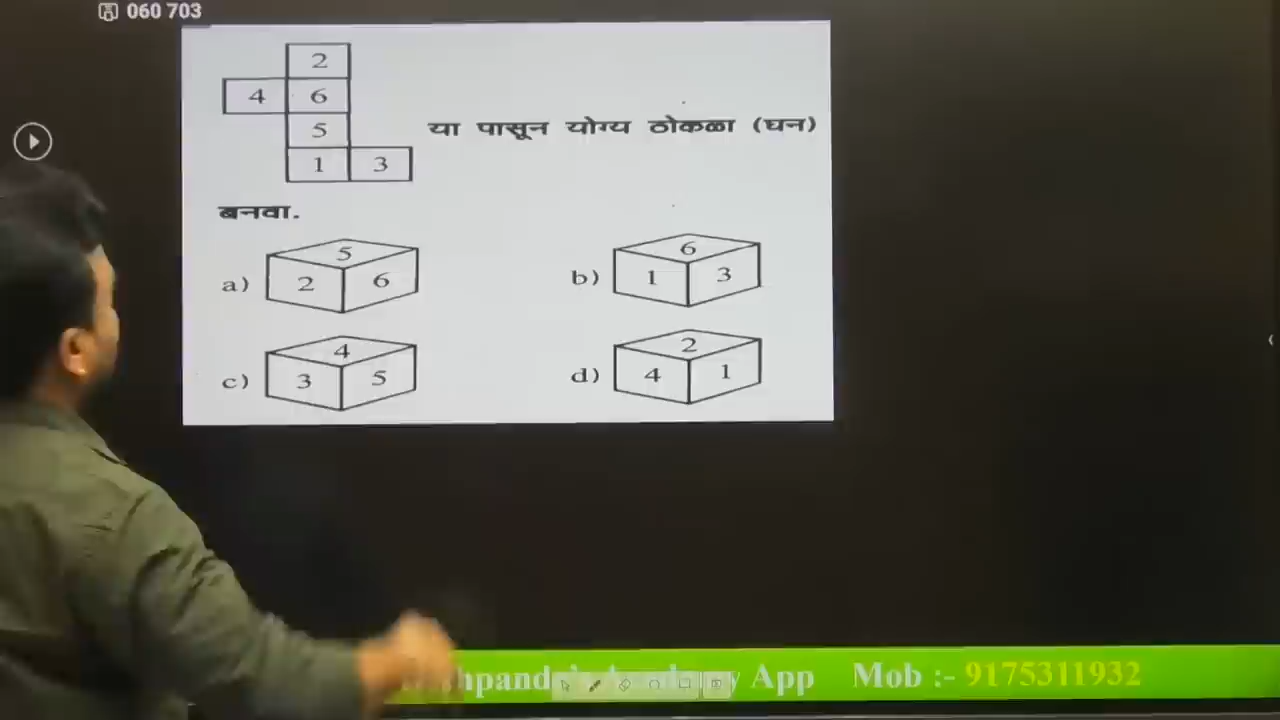 060 703
2
4 6
5
1 3
या पासून योग्य ठोकळा (घन)
बनवा.
a) 5 2 6
b) 6 1 3
c) 4 3 5
d) 2 4 1
App Mob :- 9175311932